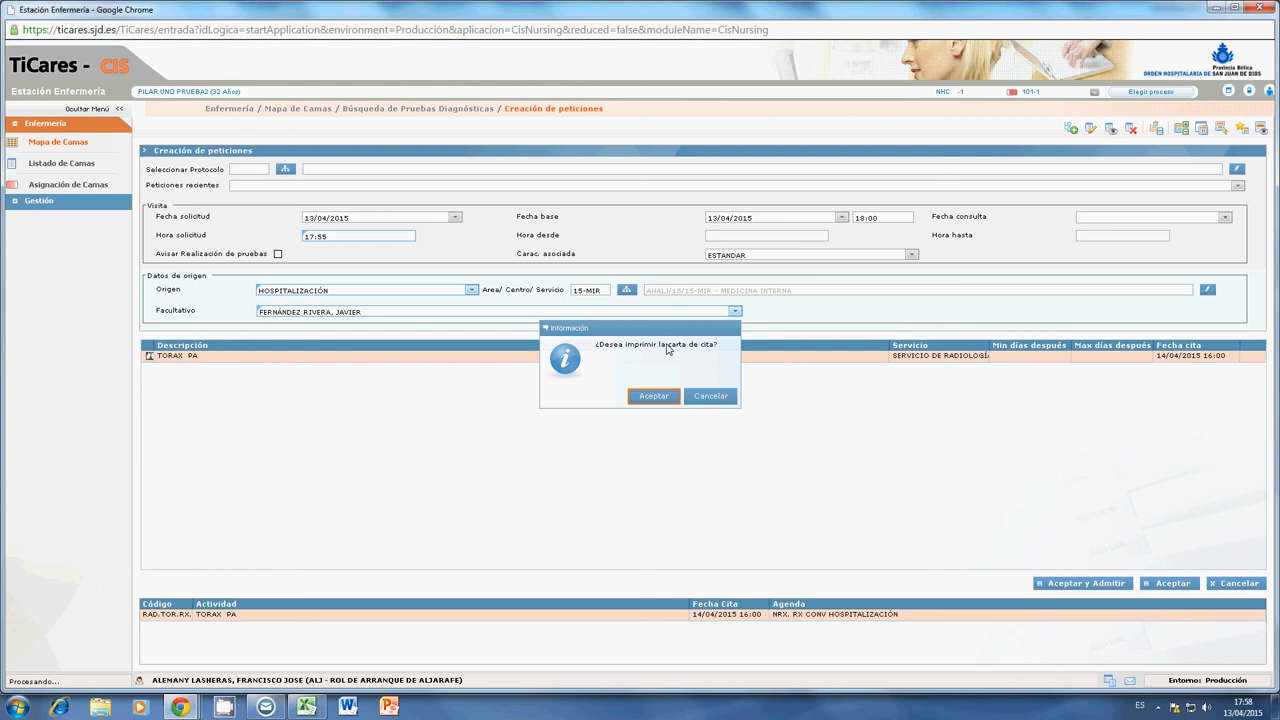 Estación Enfermería - Google Chrome
https://ticares.sjd.es/TiCares/entrada?idLogica=startApplication&environment=Producción&aplicacion=CisNursing&reduced=false&moduleName=CisNursing
TiCares - CIS
Provincia Bética
ORDEN HOSPITALARIA DE SAN JUAN DE DIOS
Estación Enfermería
PILAR UNO PRUEBA2 (32 Años)
NHC -1
101-1
Elegir proceso
Ocultar Menú <<
Enfermería / Mapa de Camas / Búsqueda de Pruebas Diagnósticas / Creación de peticiones
Enfermería
Mapa de Camas
Listado de Camas
Asignación de Camas
Gestión
Creación de peticiones
Seleccionar Protocolo
Peticiones recientes
Visita
Fecha solicitud 13/04/2015 Fecha base 13/04/2015 18:00 Fecha consulta
Hora solicitud 17:55 Hora desde Hora hasta
Avisar Realización de pruebas Carac. asociada ESTANDAR
Datos de origen
Origen HOSPITALIZACIÓN Area/ Centro/ Servicio 15-MIR AHALJ/15/15-MIR - MEDICINA INTERNA
Facultativo FERNÁNDEZ RIVERA, JAVIER
Información
¿Desea imprimir la carta de cita?
Aceptar Cancelar
Descripción Servicio Min días después Max días después Fecha cita
TORAX PA SERVICIO DE RADIOLOGÍA 14/04/2015 16:00
Aceptar y Admitir Aceptar X Cancelar
Código Actividad Fecha Cita Agenda
RAD.TOR.RX. TORAX PA 14/04/2015 16:00 NRX. RX CONV HOSPITALIZACIÓN
Procesando...
ALEMANY LASHERAS, FRANCISCO JOSE (ALJ - ROL DE ARRANQUE DE ALJARAFE)
Entorno: Producción
ES
17:58
13/04/2015